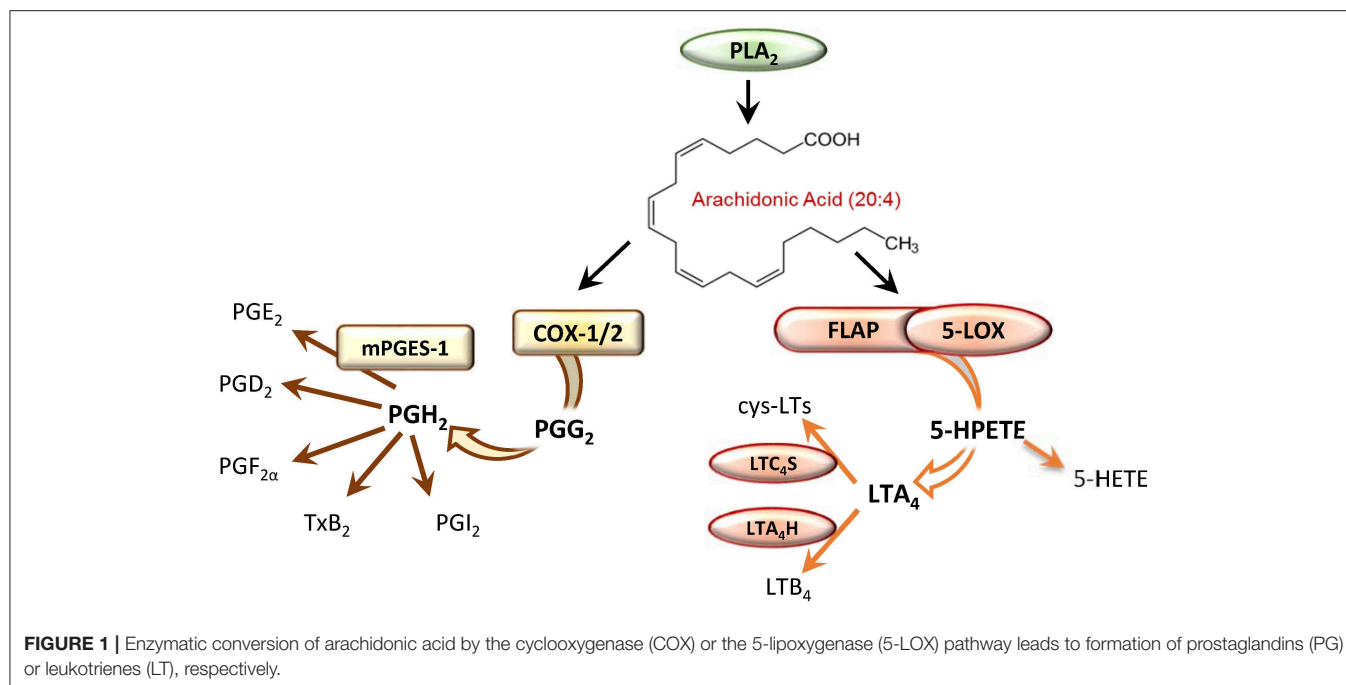 PLA₂
COOH
Arachidonic Acid (20:4)
CH₃
PGE₂
mPGES-1
COX-1/2
FLAP
5-LOX
PGD₂
PGH₂
PGG₂
cys-LTs
5-HPETE
PGF₂α
LTC₄S
5-HETE
LTA₄
TxB₂
PGI₂
LTA₄H
LTB₄
FIGURE 1 | Enzymatic conversion of arachidonic acid by the cyclooxygenase (COX) or the 5-lipoxygenase (5-LOX) pathway leads to formation of prostaglandins (PG)
or leukotrienes (LT), respectively.